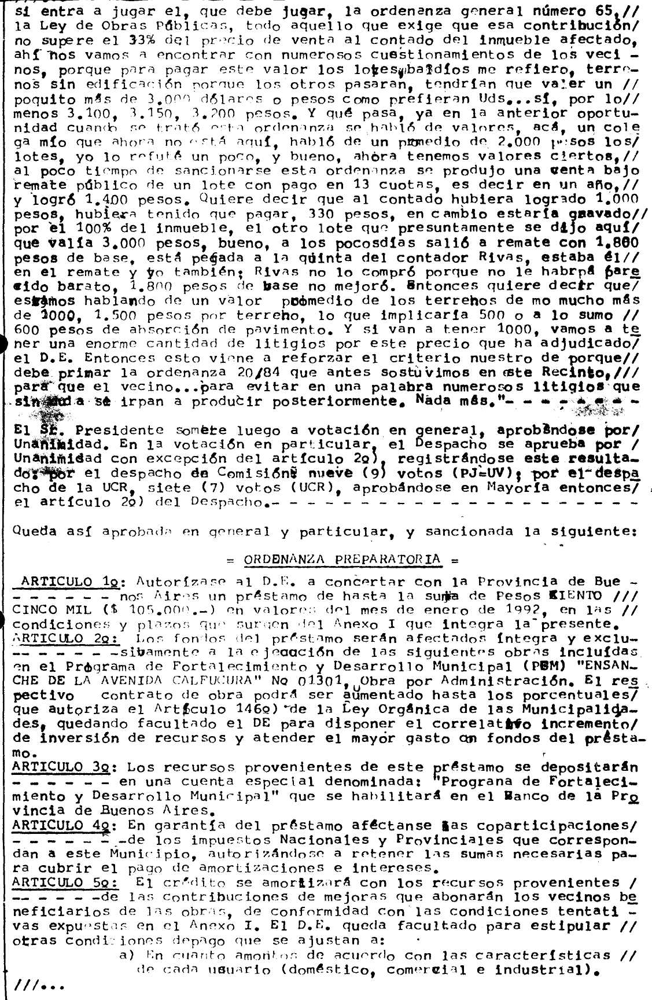 si entra a jugar el, que debe jugar, la ordenanza general número 65,//
la Ley de Obras Públicas, todo aquello que exige que esa contribución/
no supere el 33% del precio de venta al contado del inmueble afectado,
ahí nos vamos a encontrar con numerosos cuestionamientos de los veci -
nos, porque para pagar este valor los lotes, baldíos me refiero, terre-
nos sin edificación porque los otros pasaran, tendrían que valer un //
poquito más de 3.000 dólares o pesos como prefieran Uds...sí, por lo//
menos 3.100, 3.150, 3.200 pesos. Y qué pasa, ya en la anterior oportu-
nidad cuando se trató esta ordenanza se habló de valores, acá, un cole
ga mío que ahora no está aquí, habló de un promedio de 2.000 pesos los/
lotes, yo lo refuté un poco, y bueno, ahora tenemos valores ciertos,//
al poco tiempo de sancionarse esta ordenanza se produjo una venta bajo
remate público de un lote con pago en 13 cuotas, es decir en un año,//
y logró 1.400 pesos. Quiere decir que al contado hubiera logrado 1.000
pesos, hubiera tenido que pagar, 330 pesos, en cambio estaría gravado//
por el 100% del inmueble, el otro lote que presuntamente se dijo aquí/
que valía 3.000 pesos, bueno, a los pocosdías salió a remate con 1.800
pesos de base, está pegada a la quinta del contador Rivas, estaba él//
en el remate y yo también; Rivas no lo compró porque no le habrpá pare
cido barato, 1.800 pesos de base no mejoró. Entonces quiere decir que/
estamos hablando de un valor promedio de los terrenos de mo mucho más
de 1000, 1.500 pesos por terreno, lo que implicaría 500 o a lo sumo //
600 pesos de absorción de pavimento. Y si van a tener 1000, vamos a te
ner una enorme cantidad de litigios por este precio que ha adjudicado/
el D.E. Entonces esto viene a reforzar el criterio nuestro de porque//
debe primar la ordenanza 20/84 que antes sostuvimos en este Recinto,///
para que el vecino...para evitar en una palabra numerosos litigios que
sin duda se irpan a producir posteriormente. Nada más."- - - - - - - -
El Sr. Presidente somete luego a votación en general, aprobándose por/
Unanimidad. En la votación en particular, el Despacho se aprueba por /
Unanimidad con excepción del artículo 2º), registrándose este resulta-
do: por el despacho de Comisión, nueve (9) votos (PJ=UV); por el despa
cho de la UCR, siete (7) votos (UCR), aprobándose en Mayoría entonces/
el artículo 2º) del Despacho.- - - - - - - - - - - - - - - - - - - - -
Queda así aprobada en general y particular, y sancionada la siguiente:
= ORDENANZA PREPARATORIA =
ARTICULO 1º: Autorízase al D.E. a concertar con la Provincia de Bue -
- - - - - - nos Aires un préstamo de hasta la suma de Pesos CIENTO ///
CINCO MIL ($ 105.000.-) en valores del mes de enero de 1992, en las //
condiciones y plazos que surgen del Anexo I que integra la presente.
ARTICULO 2º: Los fondos del préstamo serán afectados íntegra y exclu-
- - - - - -sibamente a la ejecución de las siguientes obras incluídas
en el Programa de Fortalecimiento y Desarrollo Municipal (PBM) "ENSAN-
CHE DE LA AVENIDA CALFUCURA" Nº 01301, Obra por Administración. El res
pectivo contrato de obra podrá ser aumentado hasta los porcentuales/
que autoriza el Artículo 146º) de la Ley Orgánica de las Municipalida-
des, quedando facultado el DE para disponer el correlativo incremento/
de inversión de recursos y atender el mayor gasto on fondos del présta-
mo.
ARTICULO 3º: Los recursos provenientes de este préstamo se depositarán
- - - - - - en una cuenta especial denominada: "Prograna de Fortaleci-
miento y Desarrollo Municipal" que se habilitará en el Banco de la Pro
vincia de Buenos Aires.
ARTICULO 4º: En garantía del préstamo aféctanse las coparticipaciones/
- - - - - - -de los impuestos Nacionales y Provinciales que correspon-
dan a este Municipio, autorizándose a retener las sumas necesarias pa-
ra cubrir el pago de amortizaciones e intereses.
ARTICULO 5º: El crédito se amortizará con los recursos provenientes /
- - - - - -de las contribuciones de mejoras que abonarán los vecinos be
neficiarios de las obras, de conformidad con las condiciones tentati -
vas expuestas en el Anexo I. El D.E. queda facultado para estipular //
otras condiciones depago que se ajustan a:
a) En cuanto amontos de acuerdo con las características //
de cada usuario (doméstico, comercial e industrial).
///...